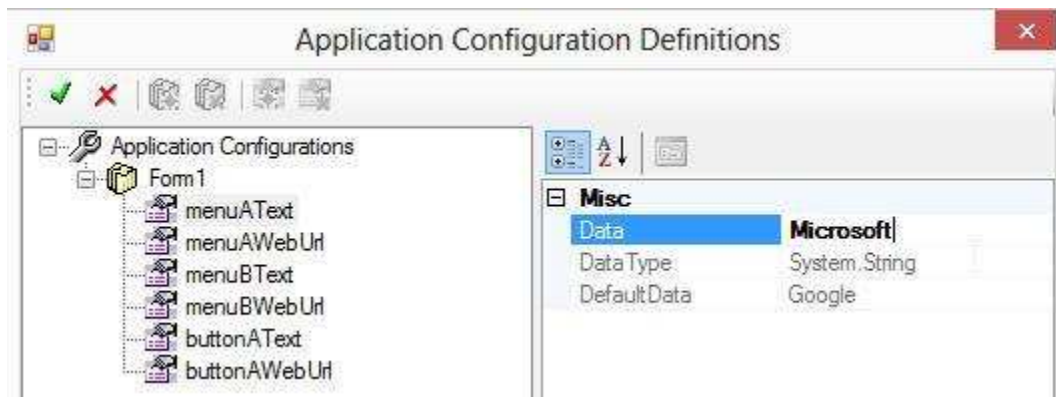 Application Configuration Definitions
Application Configurations
Form1
menuAText
menuAWebUrl
menuBText
menuBWebUrl
buttonAText
buttonAWebUrl
A
Z
Misc
Data Microsoft
DataType System.String
DefaultData Google